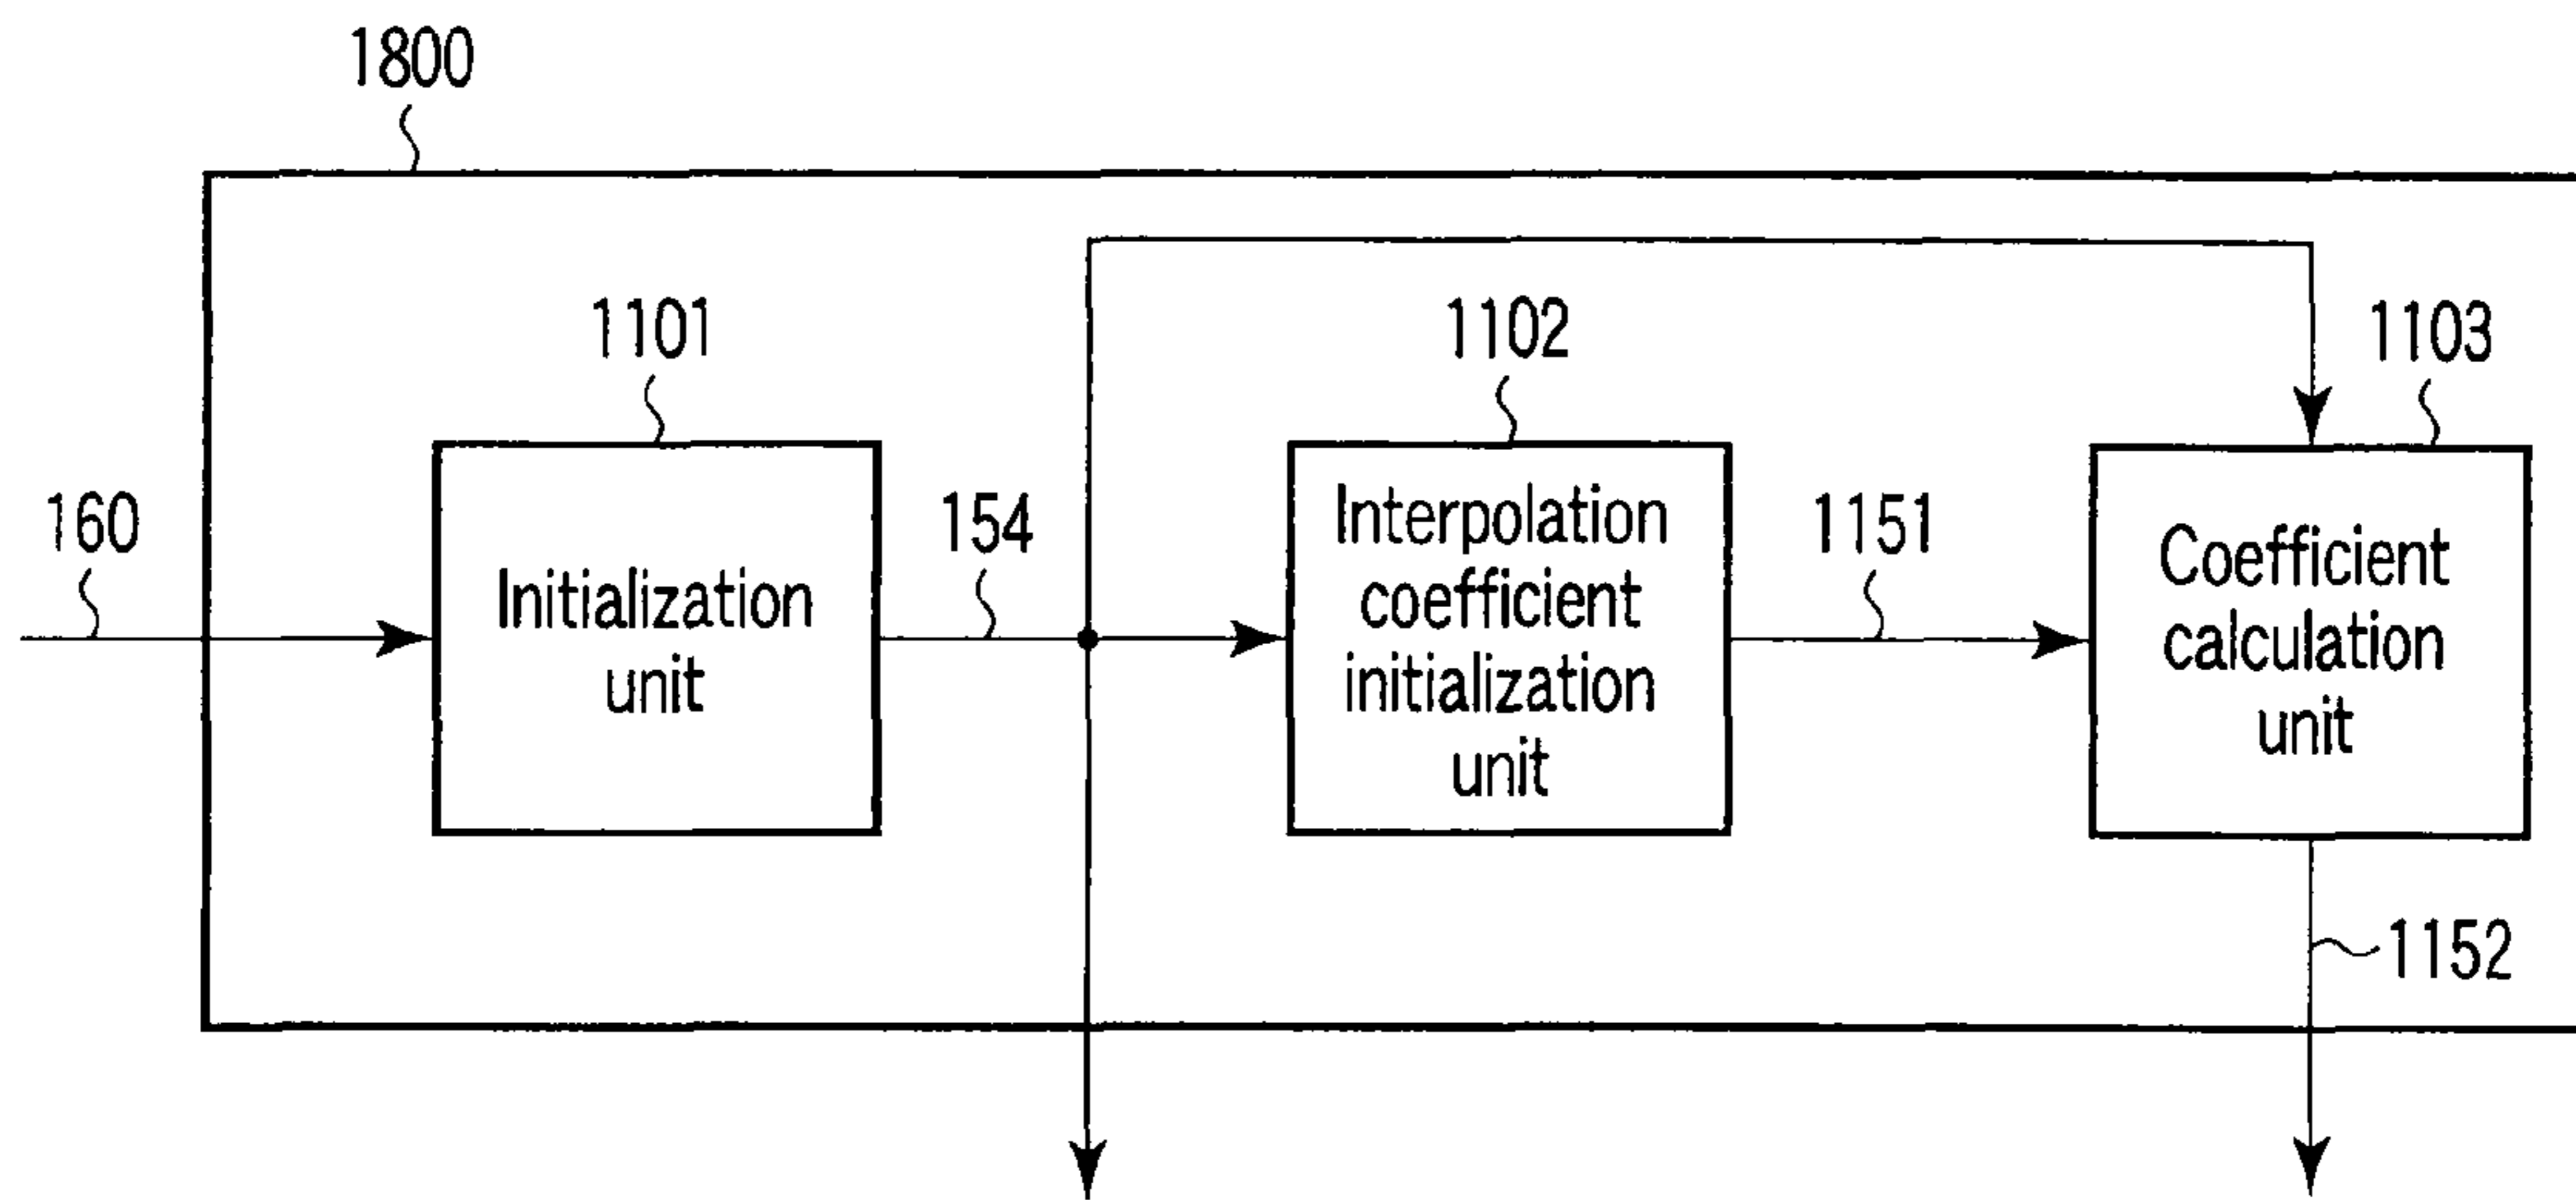 1800
1101
1102
1103
160
Initialization
unit
154
Interpolation
coefficient
initialization
unit
1151
Coefficient
calculation
unit
1152